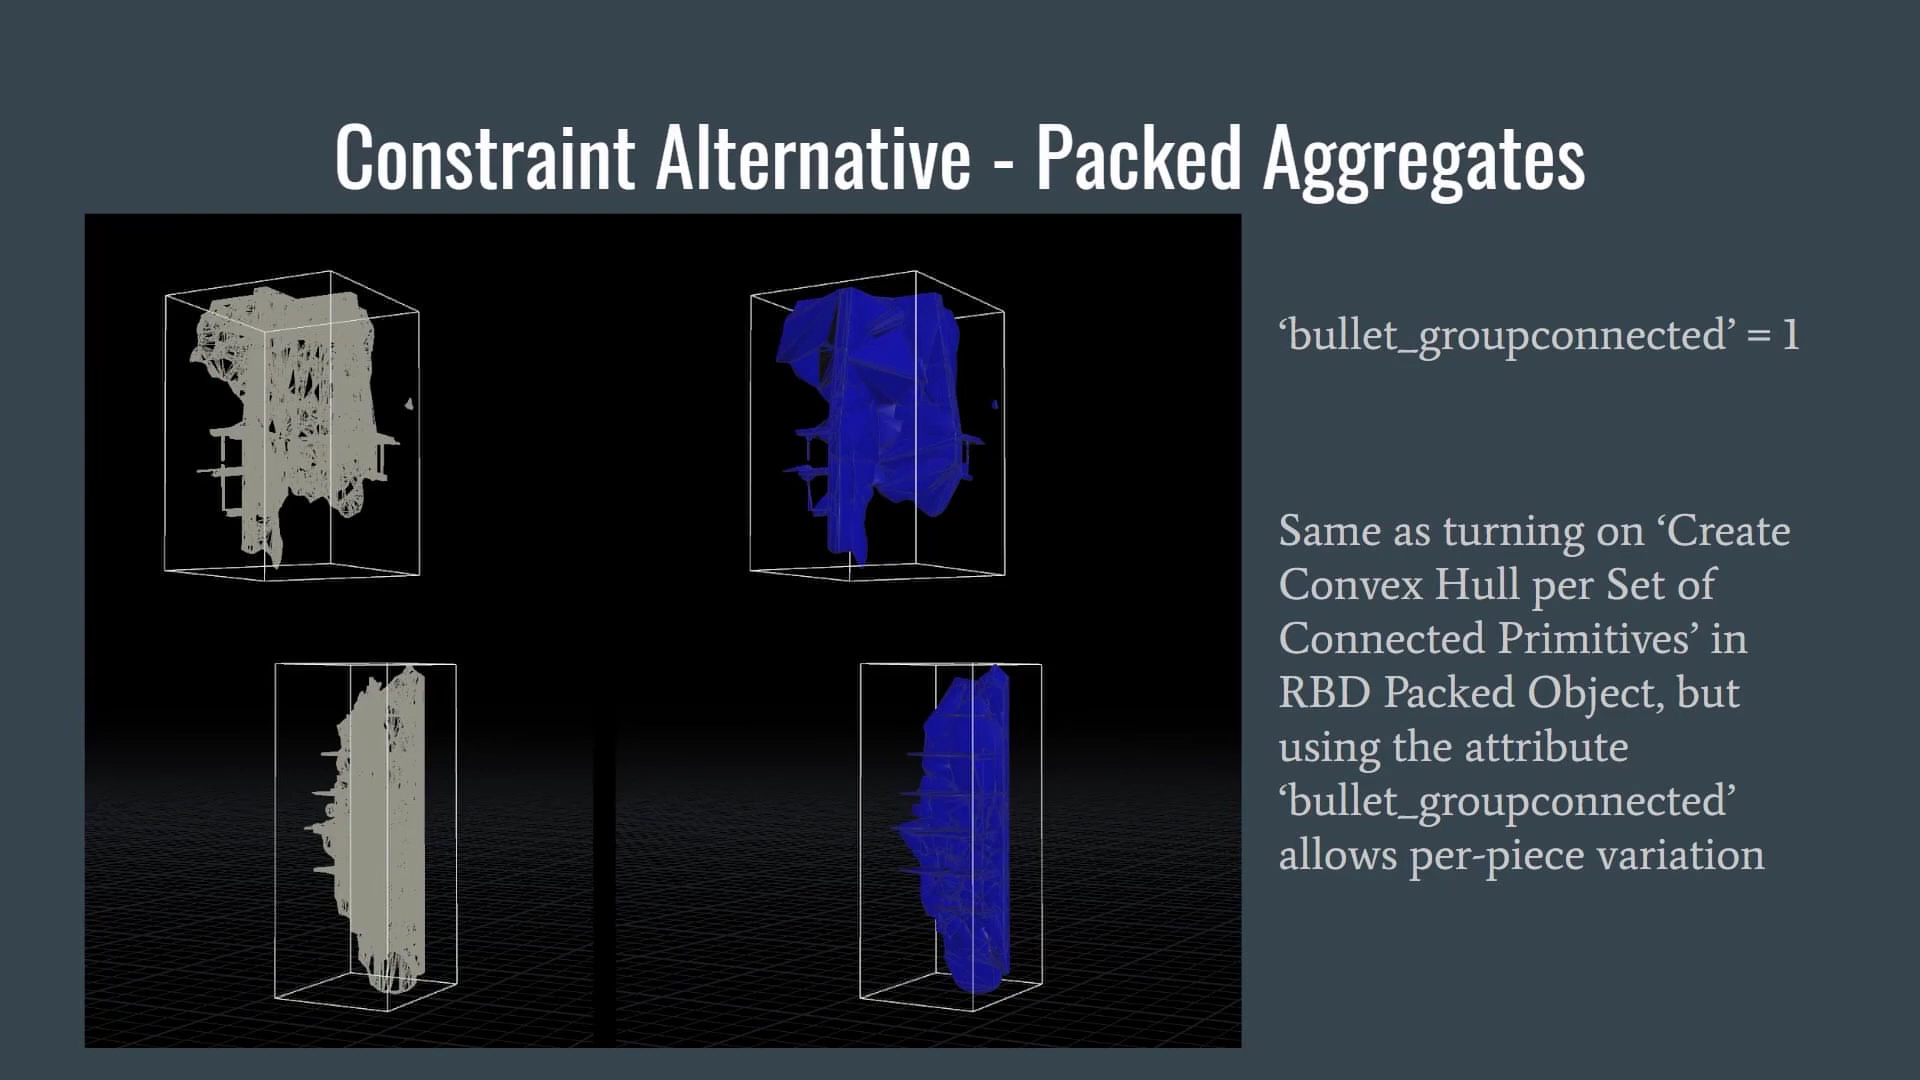 Constraint Alternative - Packed Aggregates
‘bullet_groupconnected’ = 1
Same as turning on ‘Create
Convex Hull per Set of
Connected Primitives’ in
RBD Packed Object, but
using the attribute
‘bullet_groupconnected’
allows per-piece variation